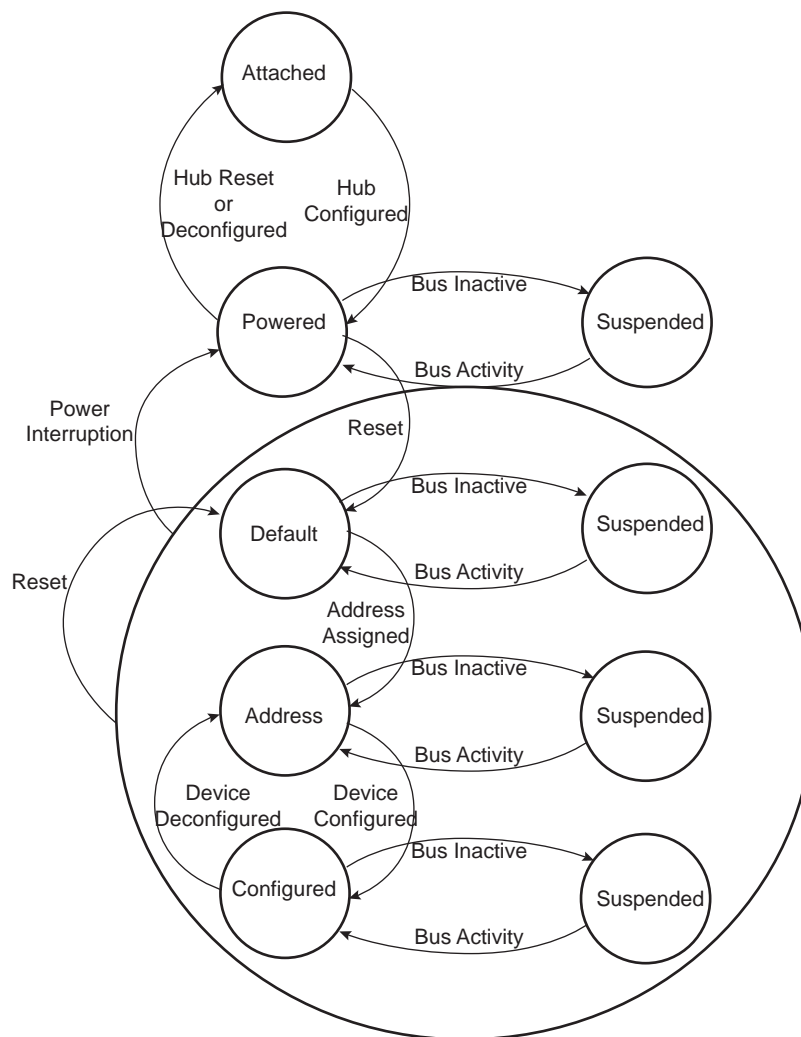 Attached
Hub Reset
or
Deconfigured
Hub
Configured
Bus Inactive
Powered
Suspended
Bus Activity
Power
Interruption
Reset
Bus Inactive
Default
Suspended
Bus Activity
Reset
Address
Assigned
Bus Inactive
Address
Suspended
Bus Activity
Device
Deconfigured
Device
Configured
Bus Inactive
Configured
Suspended
Bus Activity